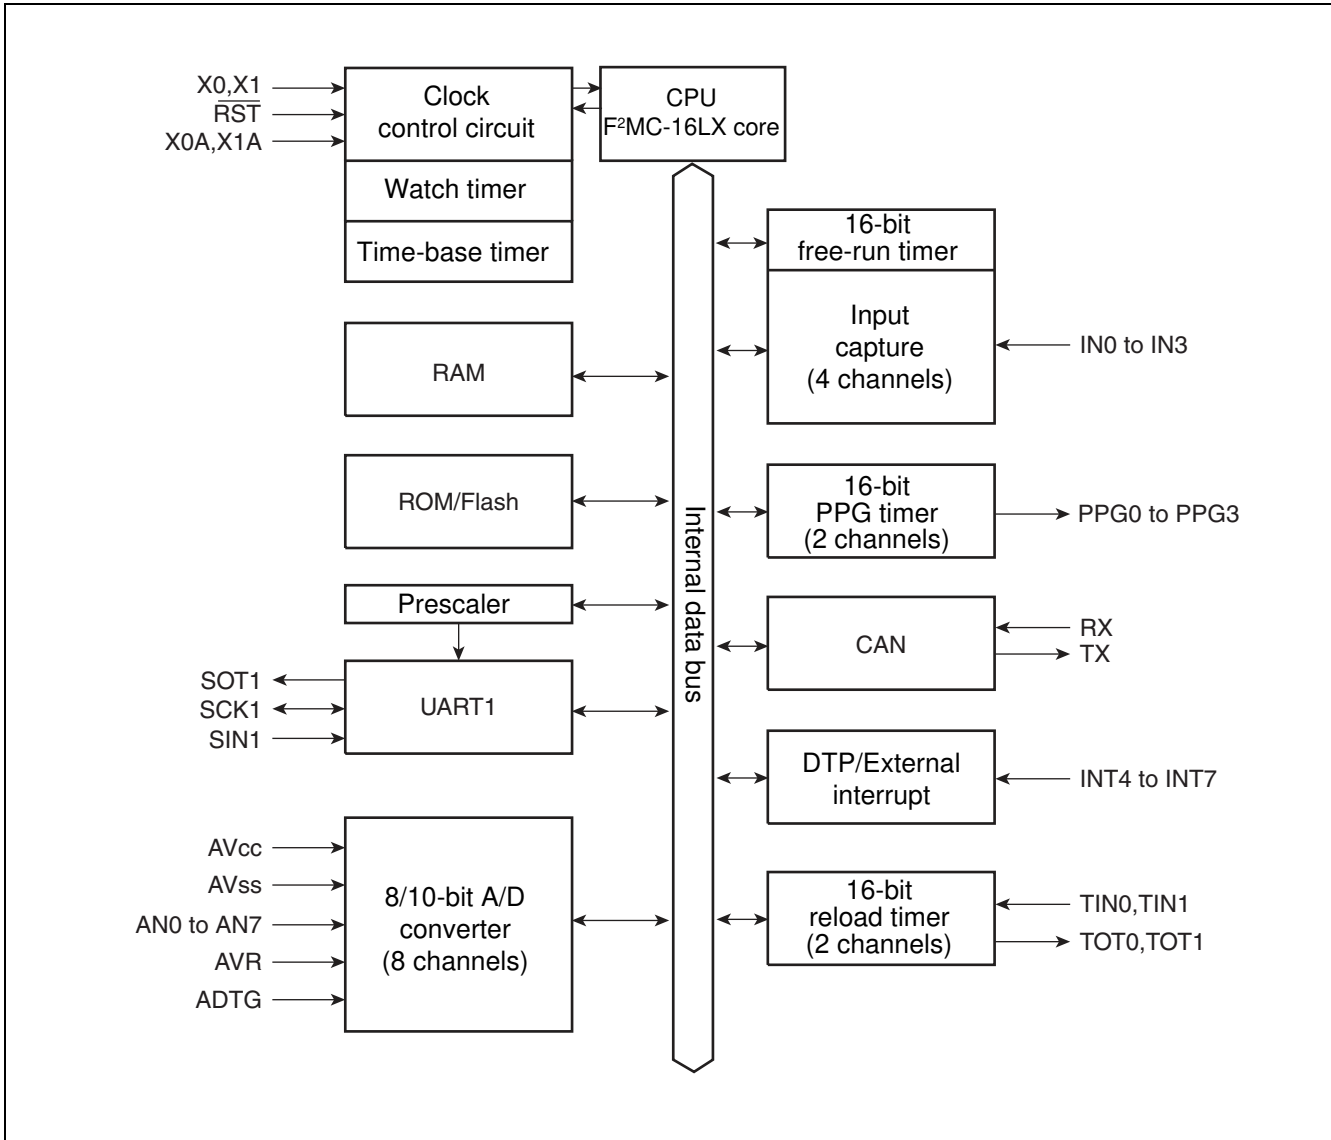 X0,X1
RST
X0A,X1A
Clock
control circuit
Watch timer
Time-base timer
CPU
F²MC-16LX core
RAM
ROM/Flash
Prescaler
SOT1
SCK1
SIN1
UART1
AVcc
AVss
AN0 to AN7
AVR
ADTG
8/10-bit A/D
converter
(8 channels)
Internal data bus
16-bit
free-run timer
Input
capture
(4 channels)
IN0 to IN3
16-bit
PPG timer
(2 channels)
PPG0 to PPG3
CAN
RX
TX
DTP/External
interrupt
INT4 to INT7
16-bit
reload timer
(2 channels)
TIN0,TIN1
TOT0,TOT1